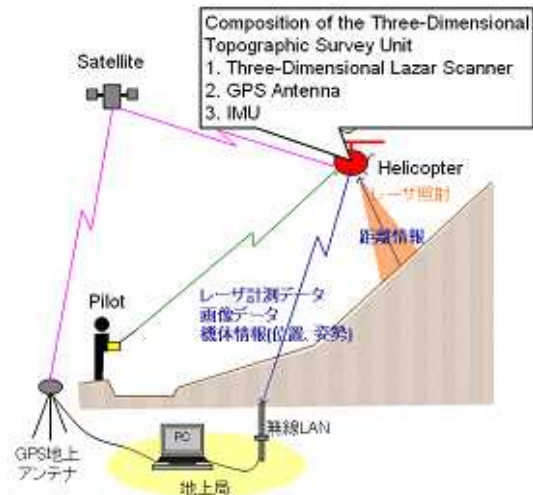 Composition of the Three-Dimensional
Topographic Survey Unit
1. Three-Dimensional Lazar Scanner
2. GPS Antenna
3. IMU
Satellite
Helicopter
レーザ照射
距離情報
Pilot
レーザ計測データ
画像データ
機体情報(位置、姿勢)
無線LAN
PC
GPS地上
アンテナ
地上局